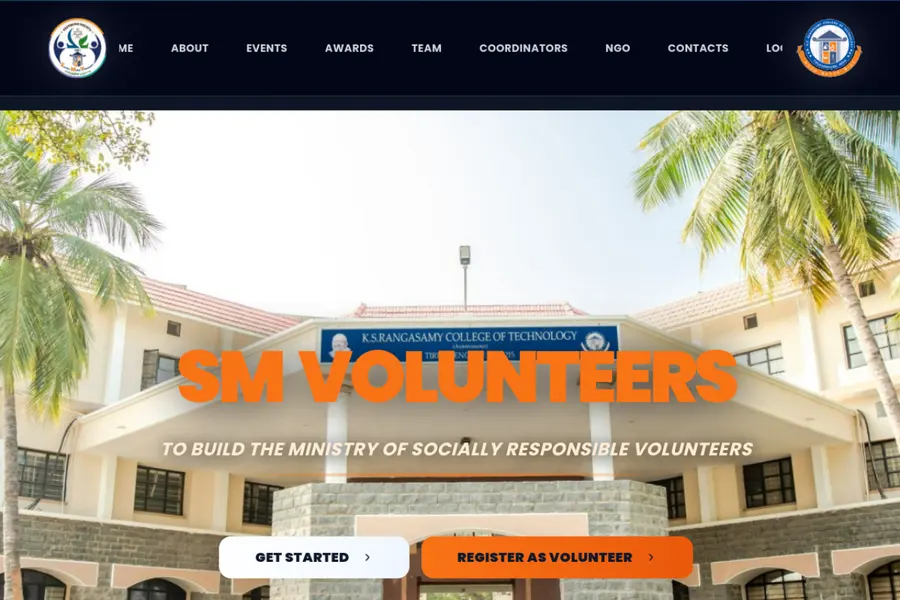 ME ABOUT EVENTS AWARDS TEAM COORDINATORS NGO CONTACTS LO
K.S.RANGASAMY COLLEGE OF TECHNOLOGY
SM VOLUNTEERS
TO BUILD THE MINISTRY OF SOCIALLY RESPONSIBLE VOLUNTEERS
GET STARTED
REGISTER AS VOLUNTEER